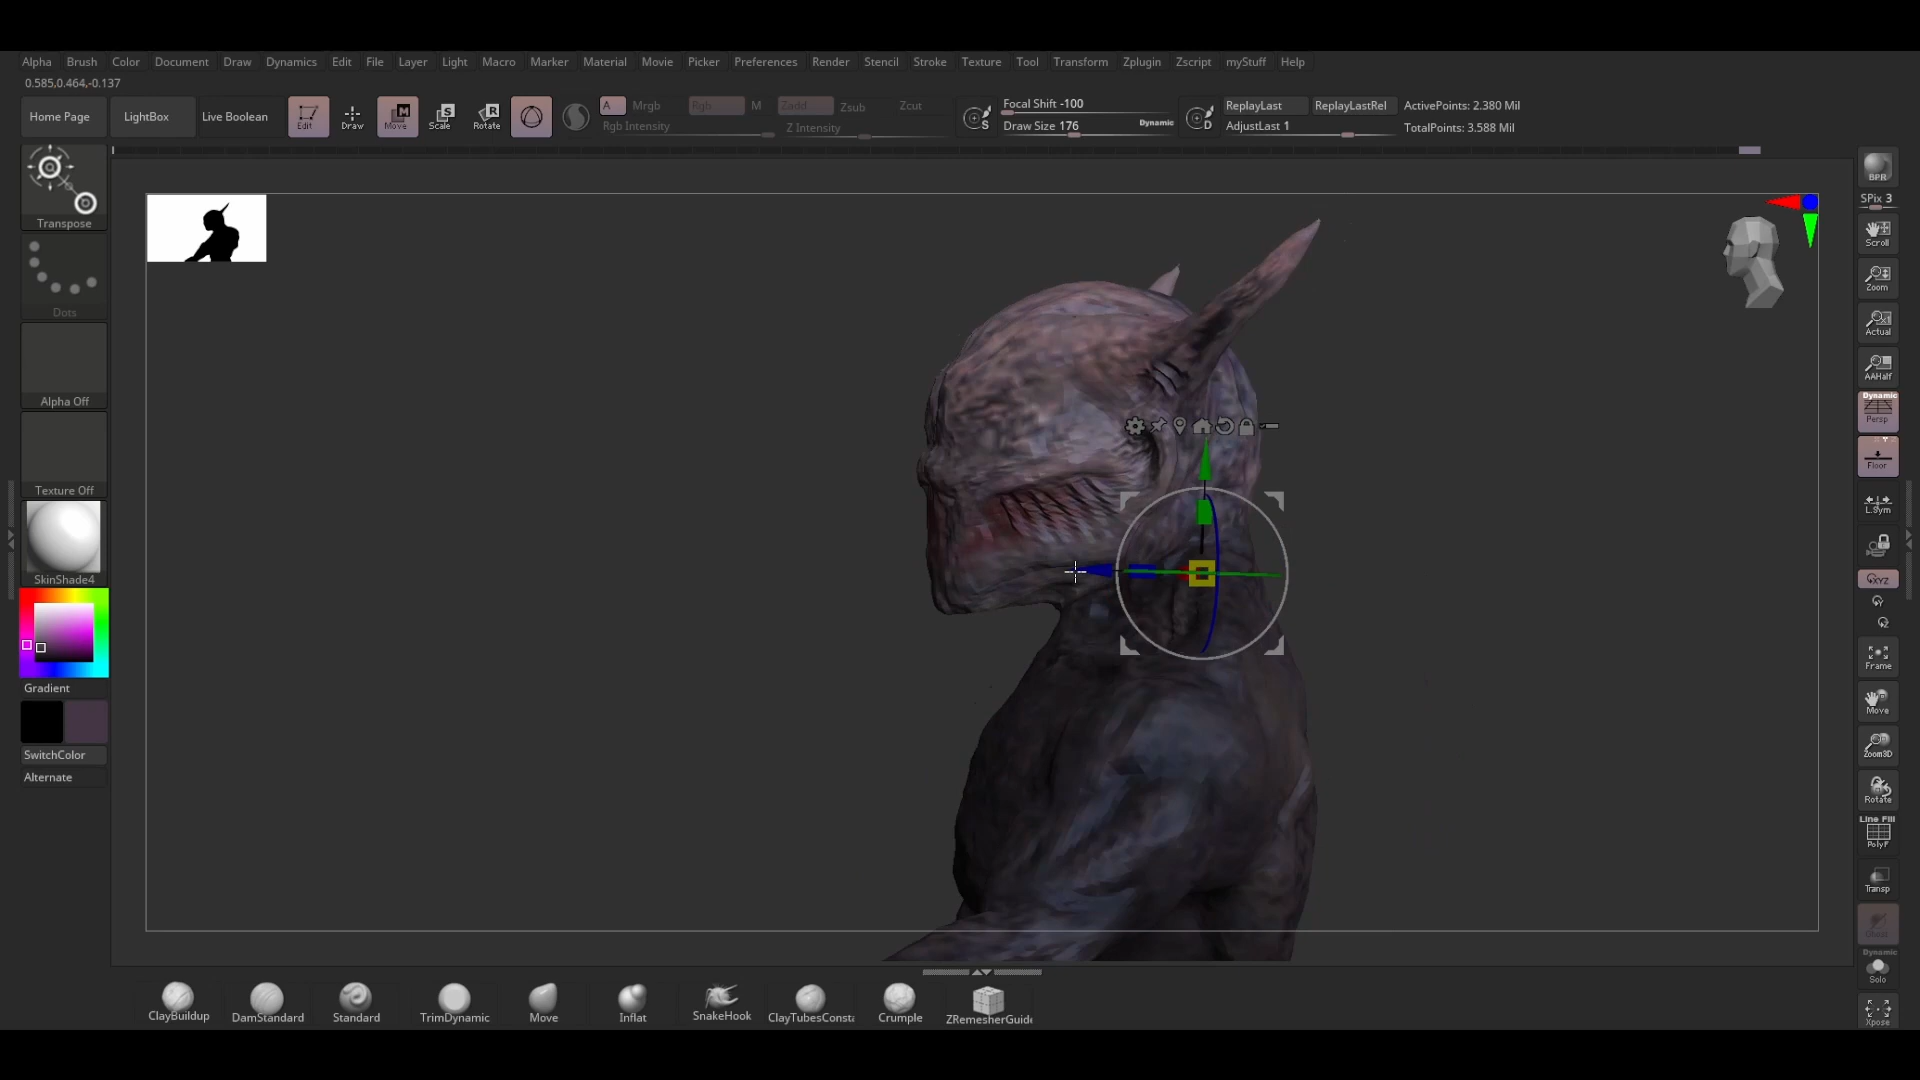 Alpha Brush Color Document Draw Dynamics Edit File Layer Light Macro Marker Material Movie Picker Preferences Render Stencil Stroke Texture Tool Transform Zplugin Zscript myStuff Help
0.585,0.464,-0.137
Home Page LightBox Live Boolean Edit Draw Move Scale Rotate
A Mrgb Rgb M Zadd Zsub Zcut
Rgb Intensity Z Intensity
S Focal Shift -100
Draw Size 176 Dynamic
D ReplayLast ReplayLastRel ActivePoints: 2.380 Mil
AdjustLast 1 TotalPoints: 3.588 Mil
Transpose
Dots
Alpha Off
Texture Off
SkinShade4
Gradient
SwitchColor
Alternate
BPR
SPix 3
Scroll
Zoom
Actual
AAHalf
Dynamic
Persp
Floor
L.Sym
XYZ
Y
Z
Frame
Move
Zoom3D
Rotate
Line Fill
PolyF
Transp
Ghost
Dynamic
Solo
Xpose
ClayBuildup DamStandard Standard TrimDynamic Move Inflat SnakeHook ClayTubesConsta Crumple ZRemesherGuide